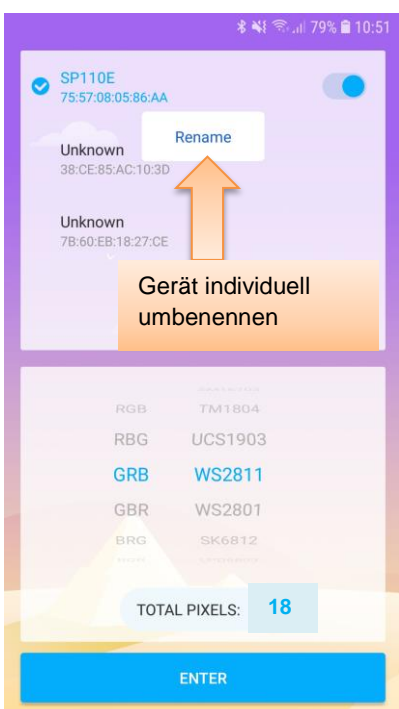 79% 10:51
SP110E
75:57:08:05:86:AA
Rename
Unknown
38:CE:85:AC:10:3D
Unknown
7B:60:EB:18:27:CE
Gerät individuell
umbenennen
RGB TM1804
RBG UCS1903
GRB WS2811
GBR WS2801
BRG SK6812
TOTAL PIXELS: 18
ENTER